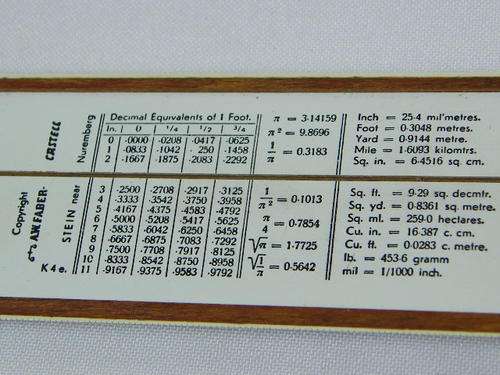 Copyright
A.W.FABER-CASTELL
STEIN near Nuremberg
K 4 e.
Decimal Equivalents of 1 Foot.
In. 0 1/4 1/2 3/4
0 ·0000 ·0208 ·0417 ·0625
1 ·0833 ·1042 ·250 ·1458
2 ·1667 ·1875 ·2083 ·2292
3 ·2500 ·2708 ·2917 ·3125
4 ·3333 ·3542 ·3750 ·3958
5 ·4167 ·4375 ·4583 ·4792
6 ·5000 ·5208 ·5417 ·5625
7 ·5833 ·6042 ·6250 ·6458
8 ·6667 ·6875 ·7083 ·7292
9 ·7500 ·7708 ·7917 ·8125
10 ·8333 ·8542 ·8750 ·8958
11 ·9167 ·9375 ·9583 ·9792
π = 3·14159
π² = 9.8696
1/π = 0.3183
1/π² = 0·1013
π/4 = 0·7854
√π = 1·7725
√1/π = 0·5642
Inch = 25·4 mil'metres.
Foot = 0·3048 metres.
Yard = 0·9144 metre.
Mile = 1·6093 kilomtrs.
Sq. in. = 6·4516 sq. cm.
Sq. ft. = 9·29 sq. decmtr.
Sq. yd. = 0·8361 sq. metre.
Sq. ml. = 259·0 hectares.
Cu. in. = 16·387 c. cm.
Cu. ft. = 0·0283 c. metre.
lb. = 453·6 gramm
mil = 1/1000 inch.